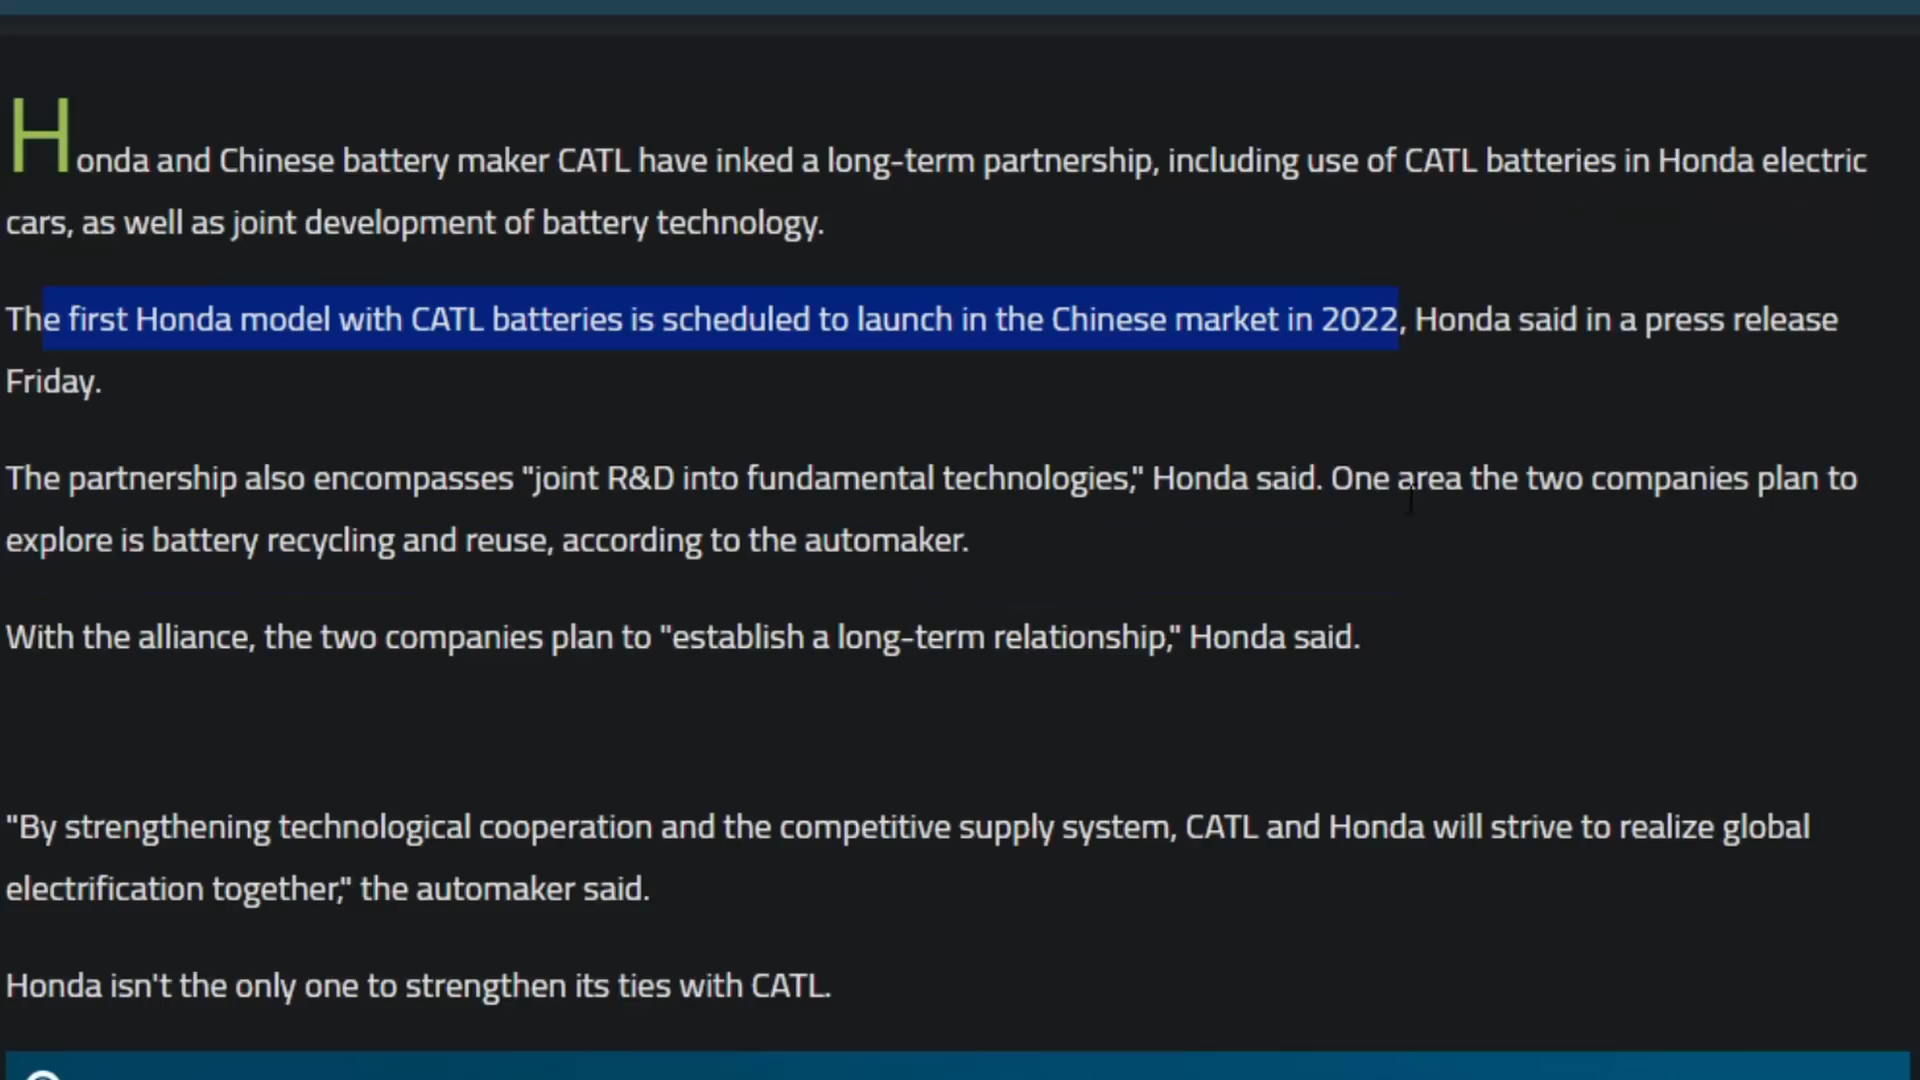 Honda and Chinese battery maker CATL have inked a long-term partnership, including use of CATL batteries in Honda electric
cars, as well as joint development of battery technology.
The first Honda model with CATL batteries is scheduled to launch in the Chinese market in 2022, Honda said in a press release
Friday.
The partnership also encompasses "joint R&D into fundamental technologies," Honda said. One area the two companies plan to
explore is battery recycling and reuse, according to the automaker.
With the alliance, the two companies plan to "establish a long-term relationship," Honda said.
"By strengthening technological cooperation and the competitive supply system, CATL and Honda will strive to realize global
electrification together," the automaker said.
Honda isn't the only one to strengthen its ties with CATL.